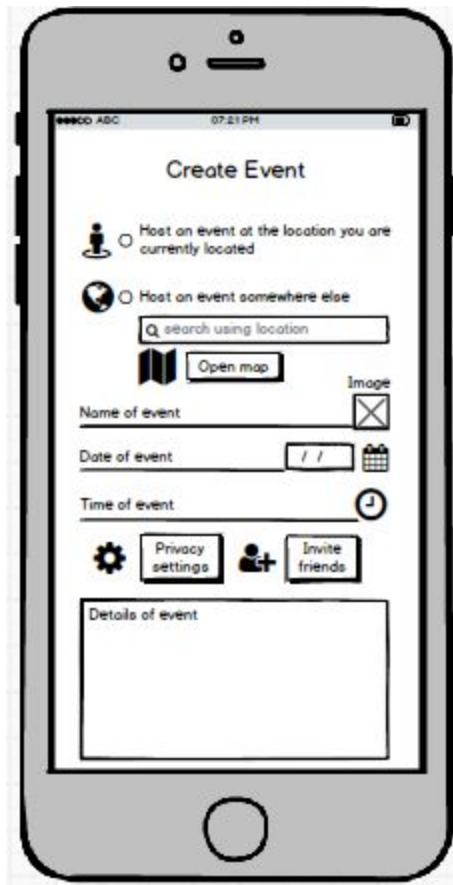 ABC 07:21 PM
Create Event
Host an event at the location you are
currently located
Host an event somewhere else
search using location
Open map
Image
Name of event
Date of event / /
Time of event
Privacy
settings
Invite
friends
Details of event